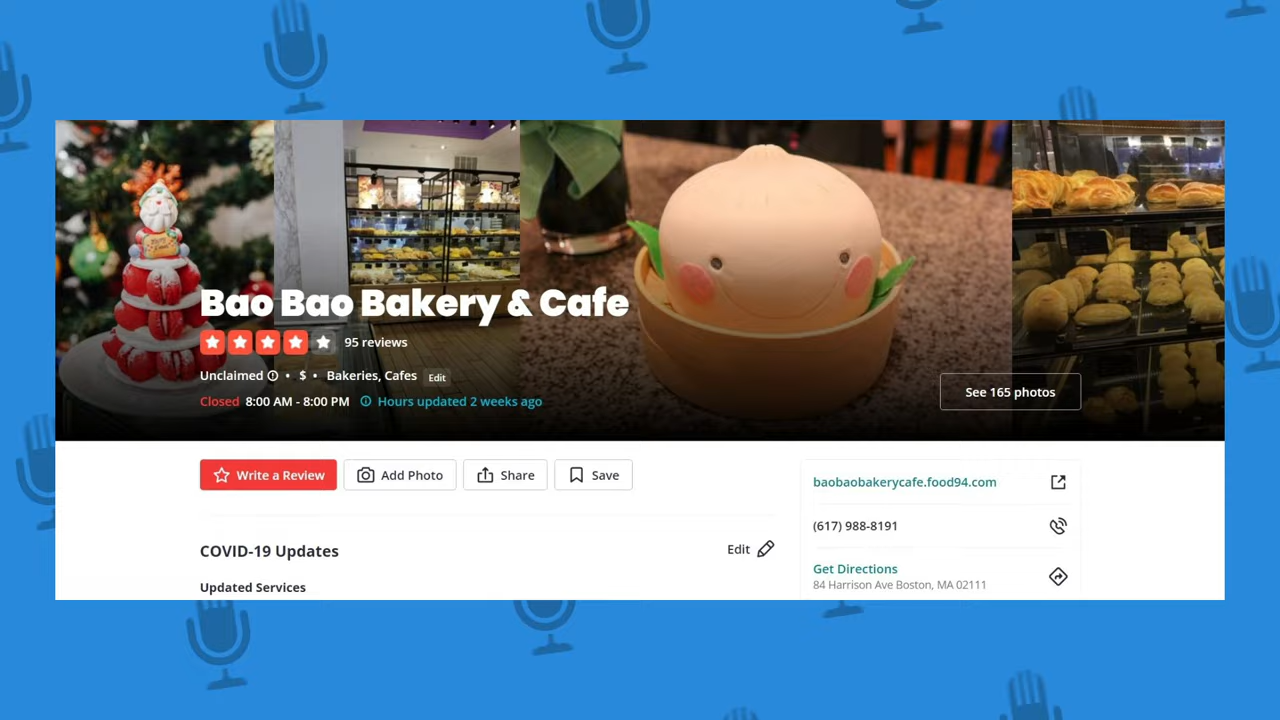 Bao Bao Bakery & Cafe
95 reviews
Unclaimed • $ • Bakeries, Cafes Edit
Closed 8:00 AM - 8:00 PM Hours updated 2 weeks ago
See 165 photos
Write a Review Add Photo Share Save
baobaobakerycafe.food94.com
(617) 988-8191
COVID-19 Updates Edit
Get Directions
84 Harrison Ave Boston, MA 02111
Updated Services